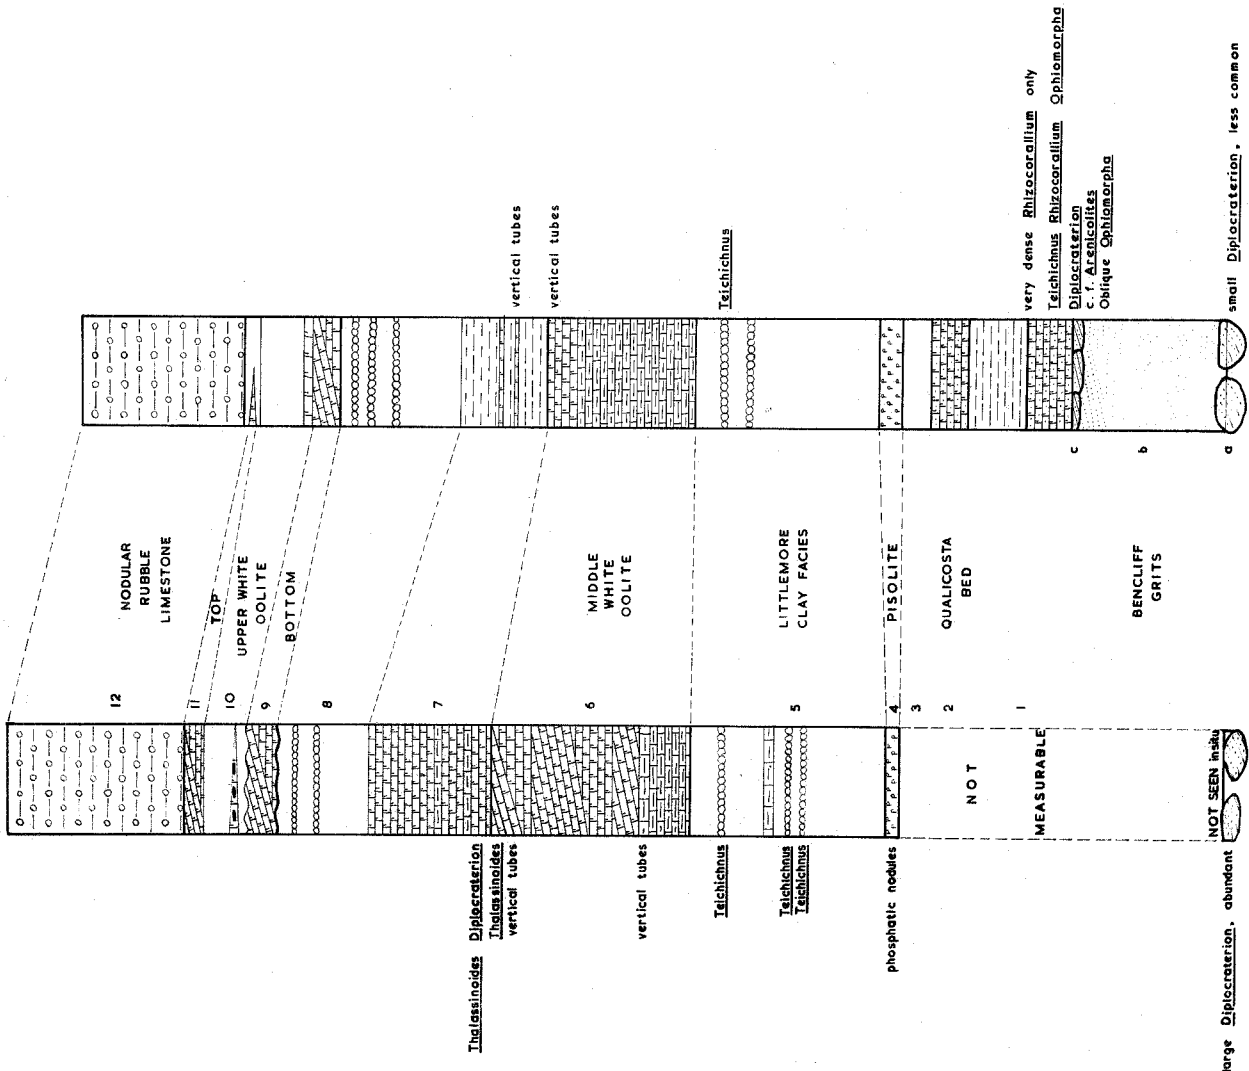 NODULAR
RUBBLE
LIMESTONE
TOP
UPPER WHITE
OOLITE
BOTTOM
MIDDLE
WHITE
OOLITE
LITTLEMORE
CLAY FACIES
PISOLITE
QUALICOSTA
BED
BENCLIFF
GRITS
12
11
10
9
8
7
6
5
4
3
2
1
c
b
a
vertical tubes
vertical tubes
Teichichnus
very dense Rhizocorallium only
Teichichnus Rhizocorallium Ophiomorpha
Diplocraterion
c. f. Arenicolites
Oblique Ophiomorpha
small Diplocraterion, less common
NOT
MEASURABLE
NOT SEEN insitu
Thalassinoides Diplocraterion
Thalassinoides
vertical tubes
vertical tubes
Teichichnus
Teichichnus
Teichichnus
phosphatic nodules
large Diplocraterion, abundant